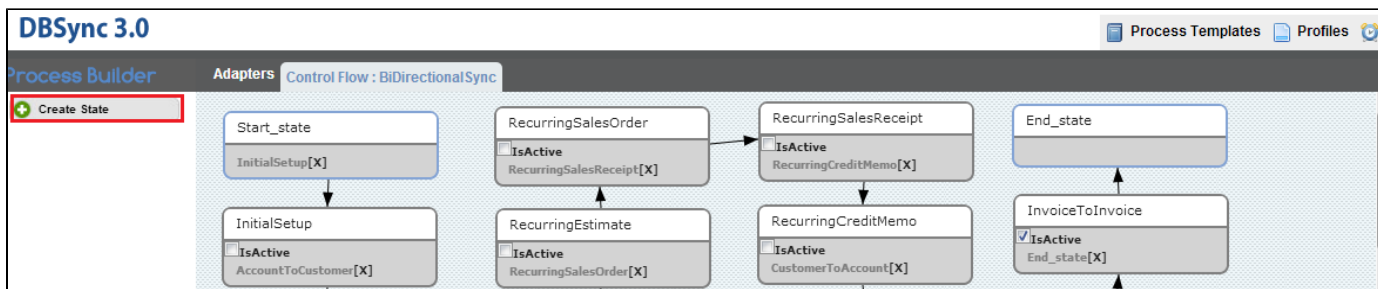 DBSync 3.0
Process Templates
Profiles
Process Builder
Adapters
Control Flow : BiDirectionalSync
Create State
Start_state
InitialSetup[X]
InitialSetup
IsActive
AccountToCustomer[X]
RecurringSalesOrder
IsActive
RecurringSalesReceipt[X]
RecurringEstimate
IsActive
RecurringSalesOrder[X]
RecurringSalesReceipt
IsActive
RecurringCreditMemo[X]
RecurringCreditMemo
IsActive
CustomerToAccount[X]
End_state
InvoiceToInvoice
IsActive
End_state[X]